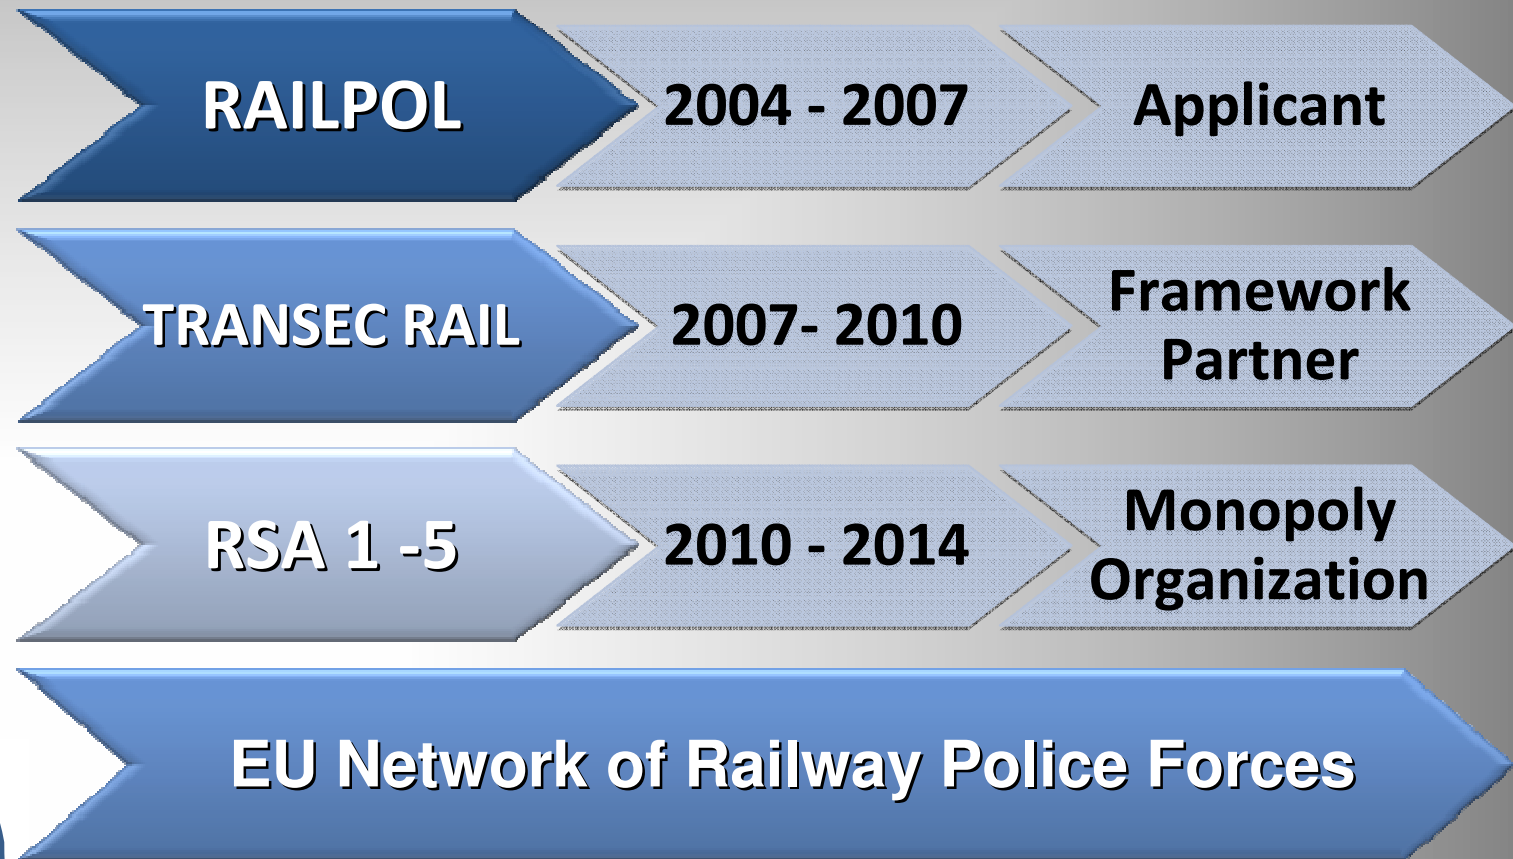 RAILPOL
2004 - 2007
Applicant
TRANSEC RAIL
2007- 2010
Framework
Partner
RSA 1 -5
2010 - 2014
Monopoly
Organization
EU Network of Railway Police Forces